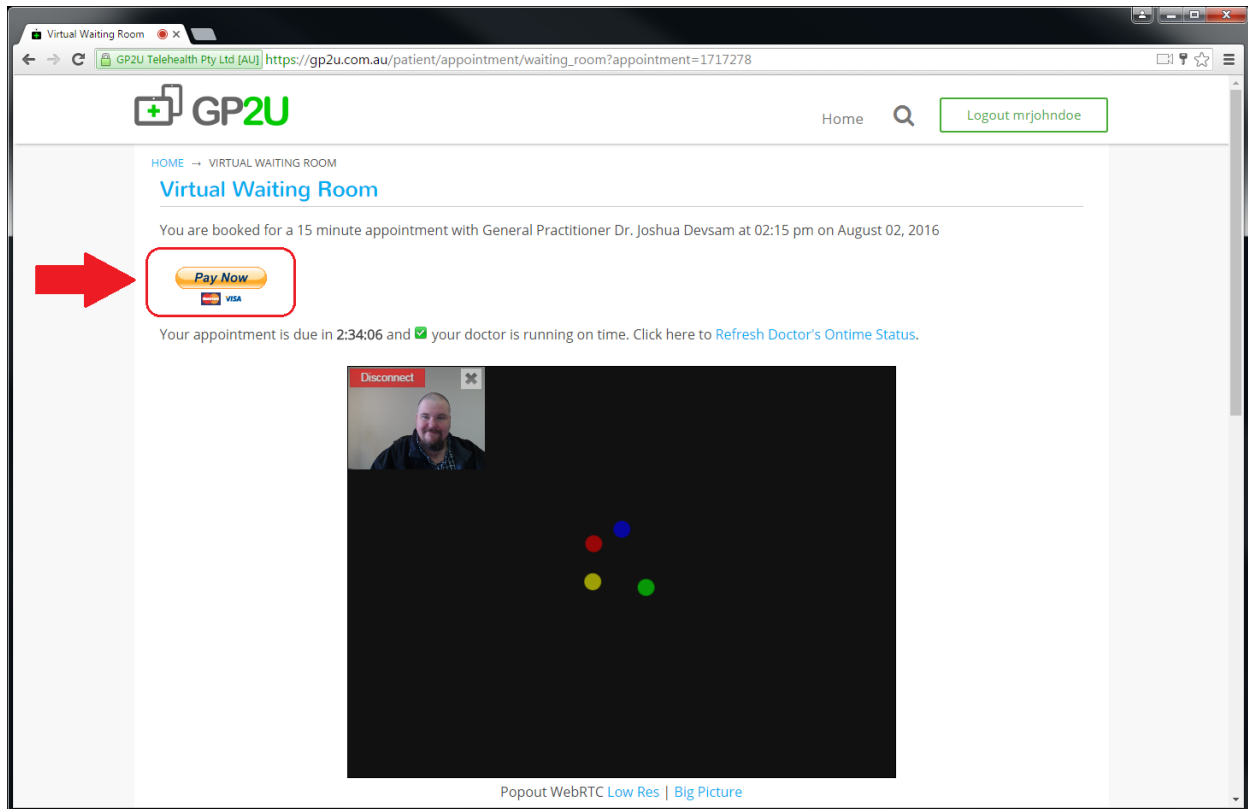 Virtual Waiting Room
GP2U Telehealth Pty Ltd [AU] https://gp2u.com.au/patient/appointment/waiting_room?appointment=1717278
GP2U
Home
Logout mrjohndoe
HOME → VIRTUAL WAITING ROOM
Virtual Waiting Room
You are booked for a 15 minute appointment with General Practitioner Dr. Joshua Devsam at 02:15 pm on August 02, 2016
Pay Now
MasterCard VISA
Your appointment is due in 2:34:06 and your doctor is running on time. Click here to Refresh Doctor's Ontime Status.
Disconnect
Popout WebRTC Low Res | Big Picture